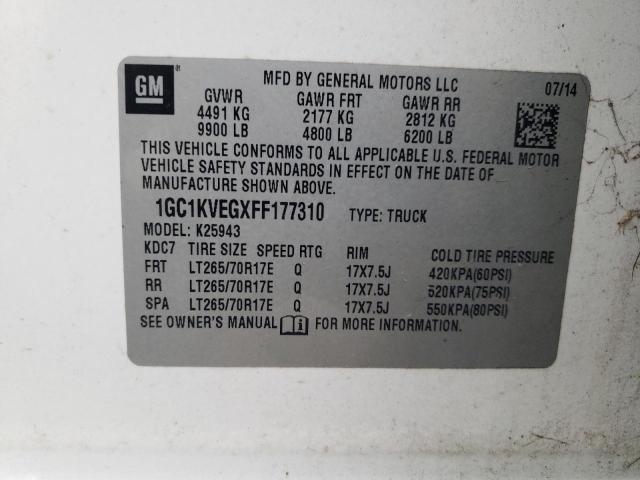 GM
MFD BY GENERAL MOTORS LLC 07/14
GVWR GAWR FRT GAWR RR
4491 KG 2177 KG 2812 KG
9900 LB 4800 LB 6200 LB
THIS VEHICLE CONFORMS TO ALL APPLICABLE U.S. FEDERAL MOTOR
VEHICLE SAFETY STANDARDS IN EFFECT ON THE DATE OF
MANUFACTURE SHOWN ABOVE.
1GC1KVEGXFF177310 TYPE: TRUCK
MODEL: K25943
KDC7 TIRE SIZE SPEED RTG RIM COLD TIRE PRESSURE
FRT LT265/70R17E Q 17X7.5J 420KPA(60PSI)
RR LT265/70R17E Q 17X7.5J 520KPA(75PSI)
SPA LT265/70R17E Q 17X7.5J 550KPA(80PSI)
SEE OWNER'S MANUAL FOR MORE INFORMATION.